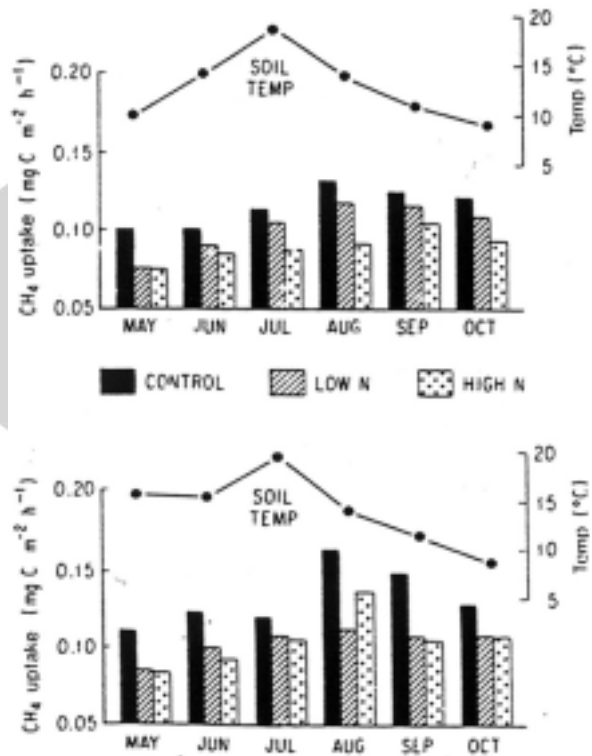 20
0.20
SOIL
TEMP
15
10
5
Temp (°C)
0.15
0.10
0.05
CH₄ uptake (mg C m⁻² h⁻¹)
MAY JUN JUL AUG SEP OCT
CONTROL LOW N HIGH N
20
0.20
SOIL
TEMP
15
10
5
Temp (°C)
0.15
0.10
0.05
CH₄ uptake (mg C m⁻² h⁻¹)
MAY JUN JUL AUG SEP OCT